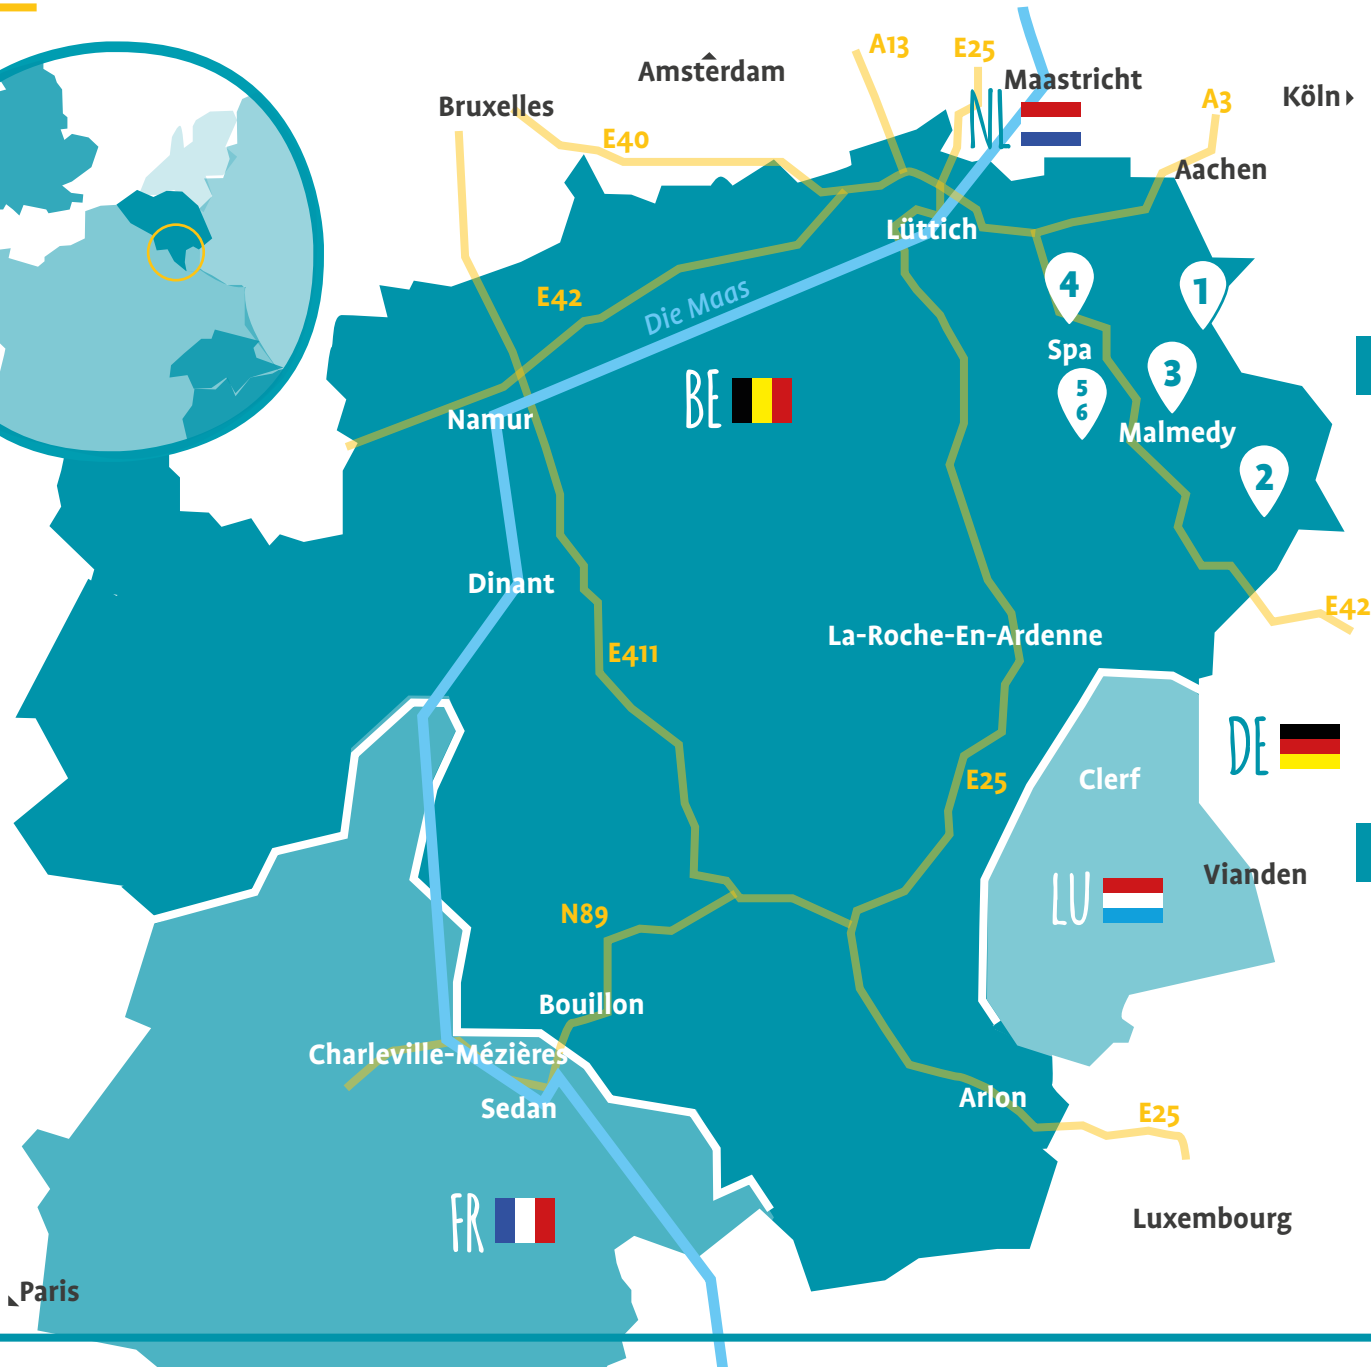 A13
E25
Amsterdam
Maastricht
Köln
Bruxelles
A3
NL
E40
Aachen
Lüttich
4
1
E42
Die Maas
Spa
3
5
6
BE
Namur
Malmedy
2
Dinant
E42
La-Roche-En-Ardenne
E411
DE
Clerf
E25
Vianden
LU
N89
Bouillon
Charleville-Mézières
Arlon
Sedan
E25
FR
Luxembourg
Paris